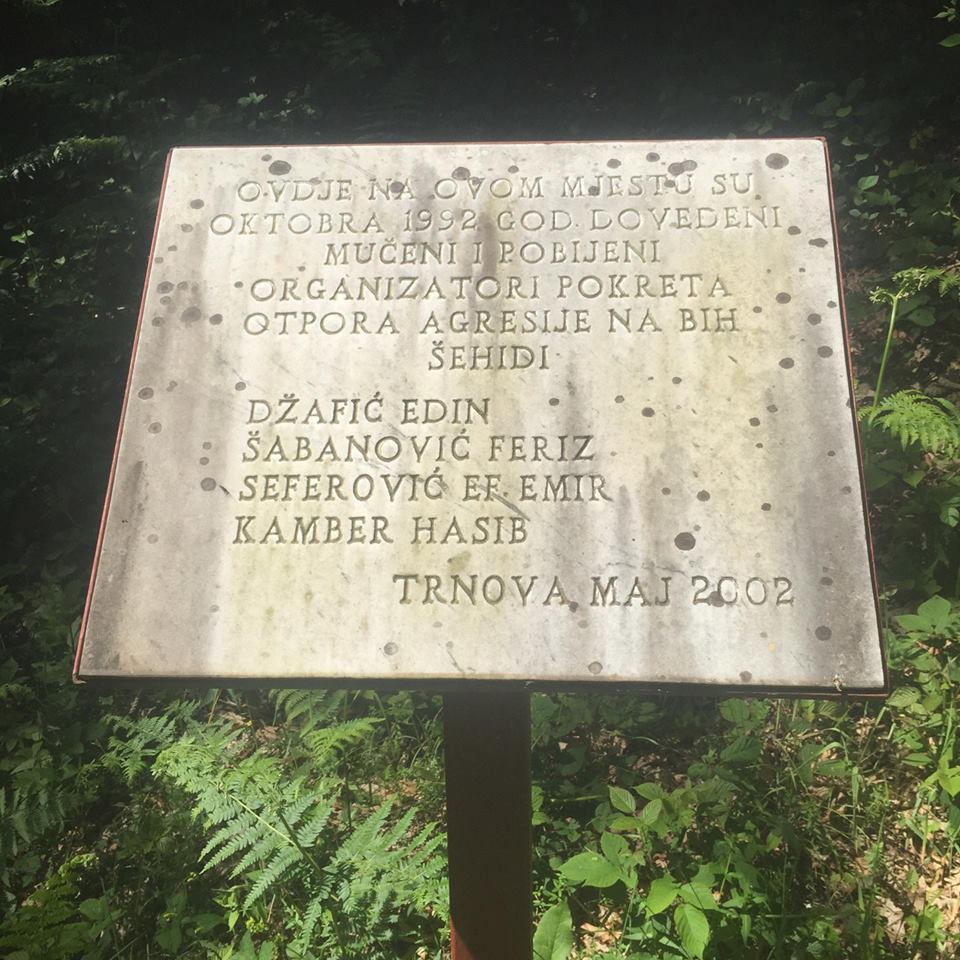 OVDJE NA OVOM MJESTU SU
OKTOBRA 1992 GOD. DOVEDENI
MUČENI I POBIJENI
ORGANIZATORI POKRETA
OTPORA AGRESIJE NA BIH
ŠEHIDI
DŽAFIĆ EDIN
ŠABANOVIĆ FERIZ
SEFEROVIĆ EF. EMIR
KAMBER HASIB
TRNOVA MAJ 2002